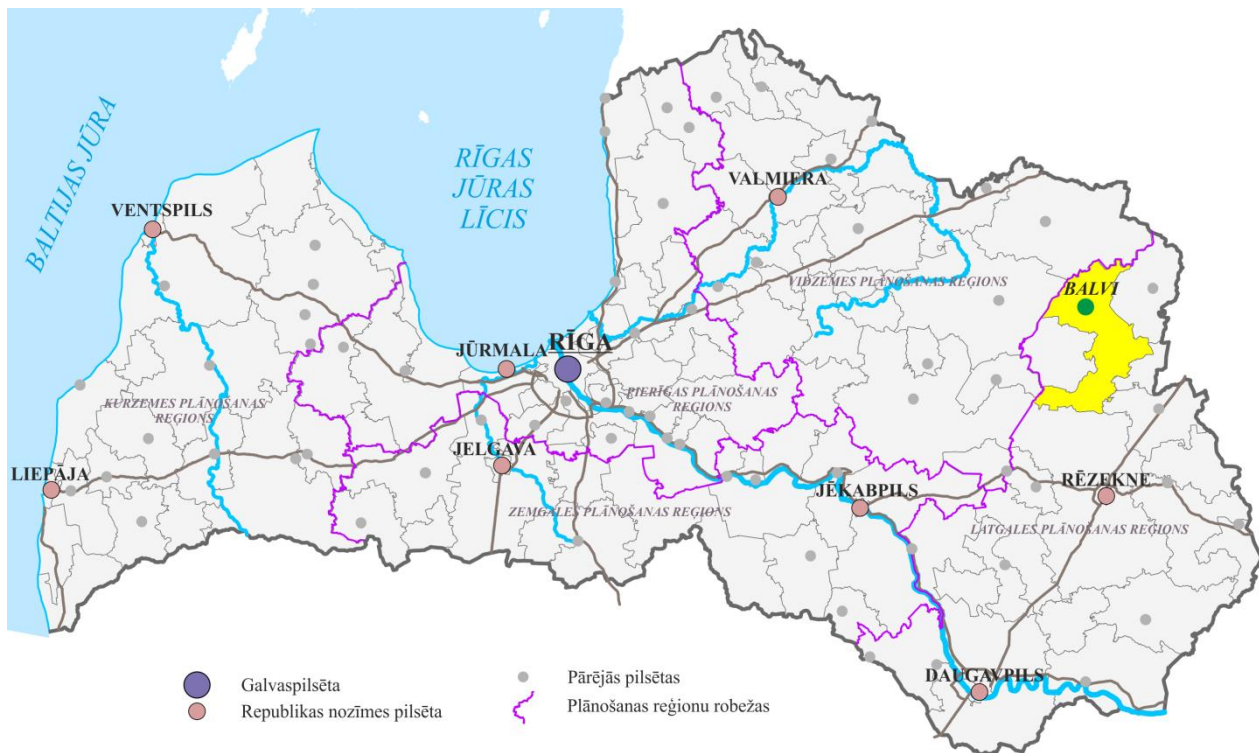 BALTIJAS JŪRA
RĪGAS
JŪRAS
LĪCIS
VENTSPILS
VALMIERA
VIDZEMES PLĀNOŠANAS REĢIONS
BALVI
RĪGA
JŪRMALA
PIERĪGAS PLĀNOŠANAS
REĢIONS
KURZEMES PLĀNOŠANAS
REĢIONS
JELGAVA
LIEPĀJA
ZEMGALES PLĀNOŠANAS REĢIONS
JĒKABPILS
RĒZEKNE
LATGALES PLĀNOŠANAS REĢIONS
DAUGAVPILS
Galvaspilsēta
Republikas nozīmes pilsēta
Pārējās pilsētas
Plānošanas reģionu robežas